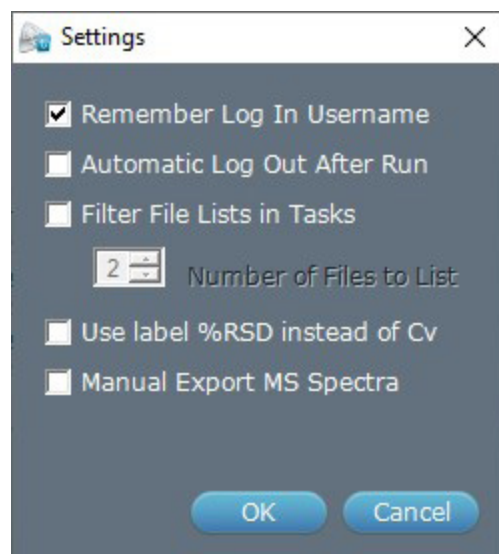 Settings
Remember Log In Username
Automatic Log Out After Run
Filter File Lists in Tasks
2 Number of Files to List
Use label %RSD instead of Cv
Manual Export MS Spectra
OK Cancel